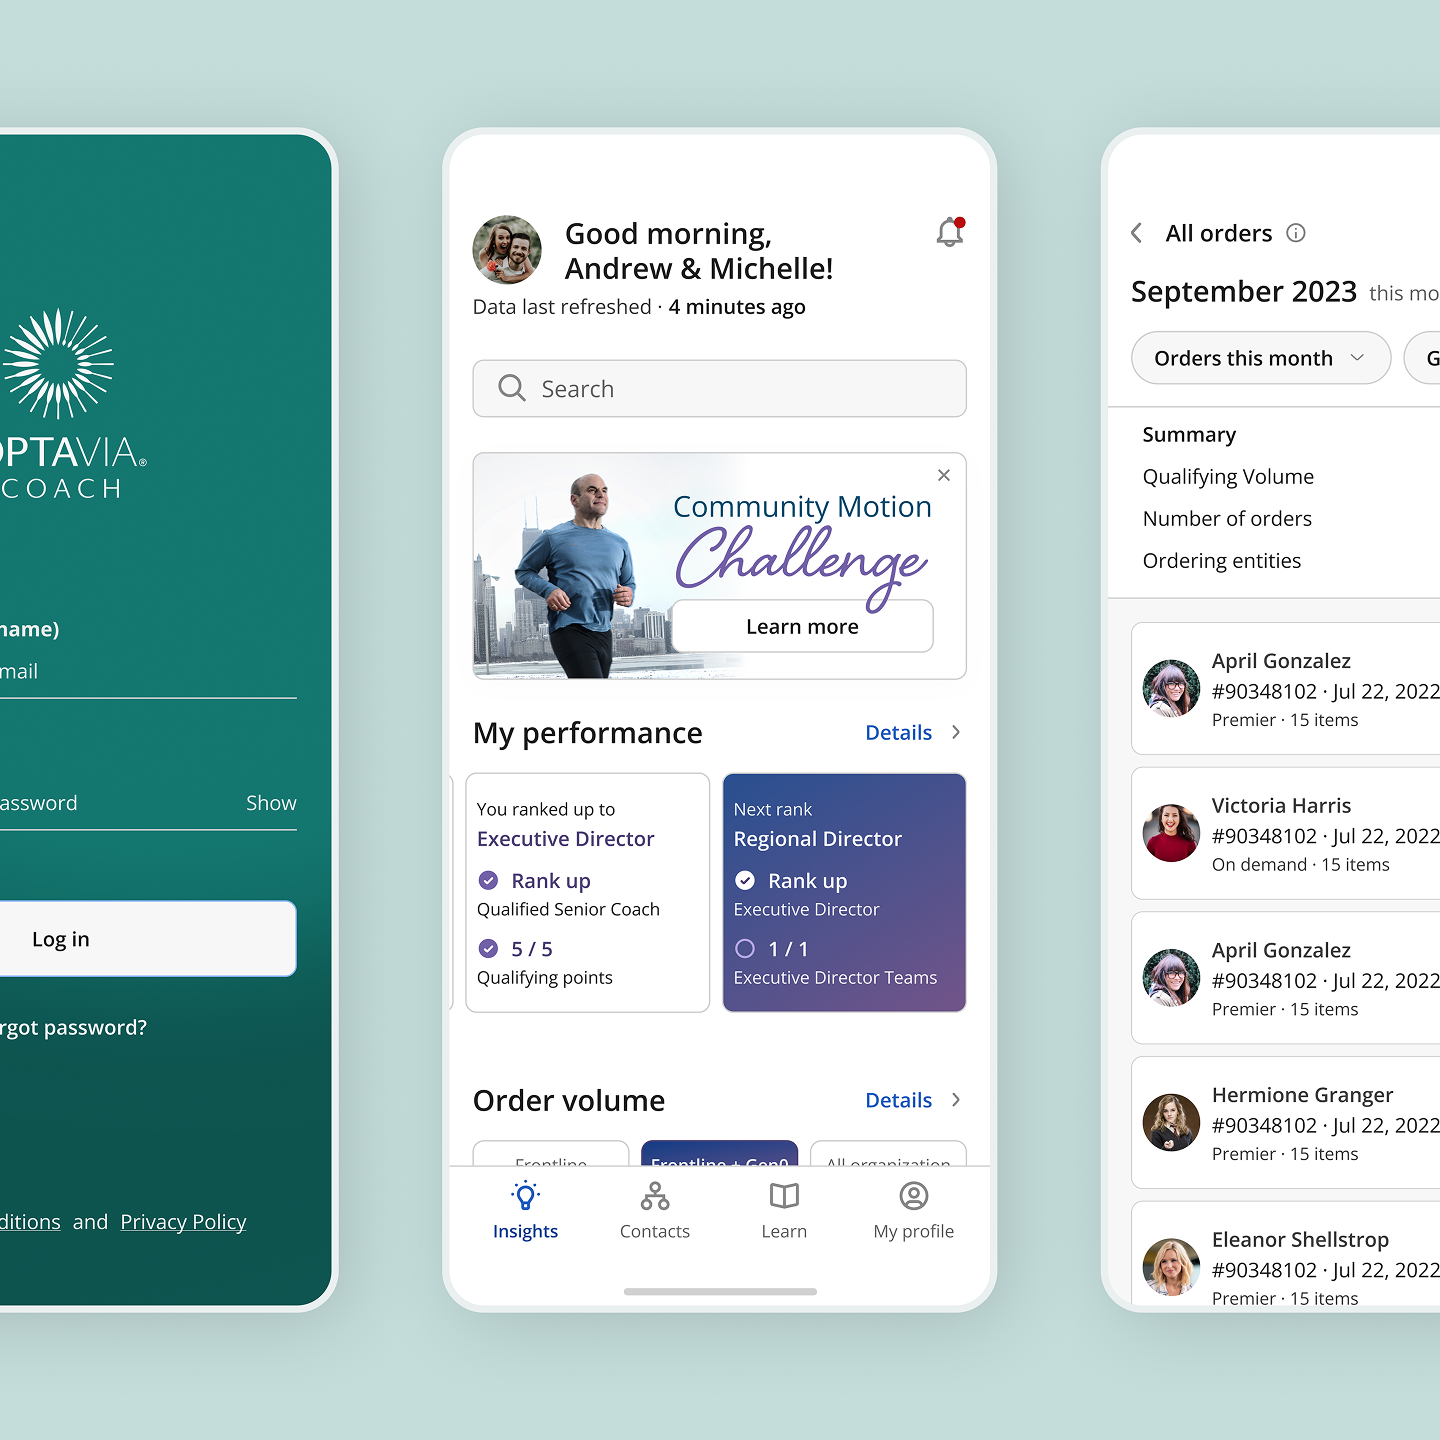 OPTAVIA®
COACH
name)
mail
assword
Show
Log in
rgot password?
ditions and Privacy Policy
Good morning,
Andrew & Michelle!
Data last refreshed · 4 minutes ago
Search
Community Motion
Challenge
Learn more
My performance
Details
You ranked up to
Executive Director
Rank up
Qualified Senior Coach
5 / 5
Qualifying points
Next rank
Regional Director
Rank up
Executive Director
1 / 1
Executive Director Teams
Order volume
Details
Frontline
Frontline + Gen0
All organization
Insights
Contacts
Learn
My profile
All orders
September 2023 this mo
Orders this month
G
Summary
Qualifying Volume
Number of orders
Ordering entities
April Gonzalez
#90348102 · Jul 22, 2022
Premier · 15 items
Victoria Harris
#90348102 · Jul 22, 2022
On demand · 15 items
April Gonzalez
#90348102 · Jul 22, 2022
Premier · 15 items
Hermione Granger
#90348102 · Jul 22, 2022
Premier · 15 items
Eleanor Shellstrop
#90348102 · Jul 22, 2022
Premier · 15 items